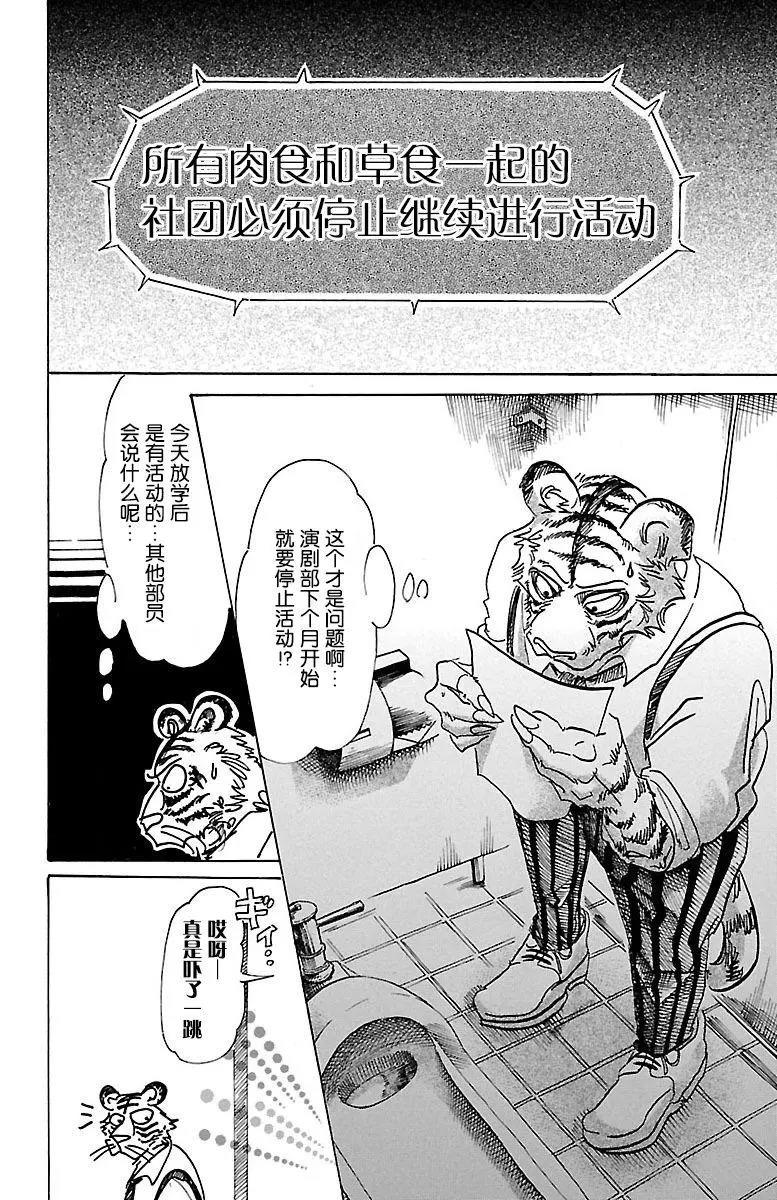 所有肉食和草食一起的
社团必须停止继续进行活动
这个才是问题啊…
演剧部下个月开始
就要停止活动!?
今天放学后
是有活动的…其他部员
会说什么呢…
ギィ‥
哎呀—
真是吓了一跳